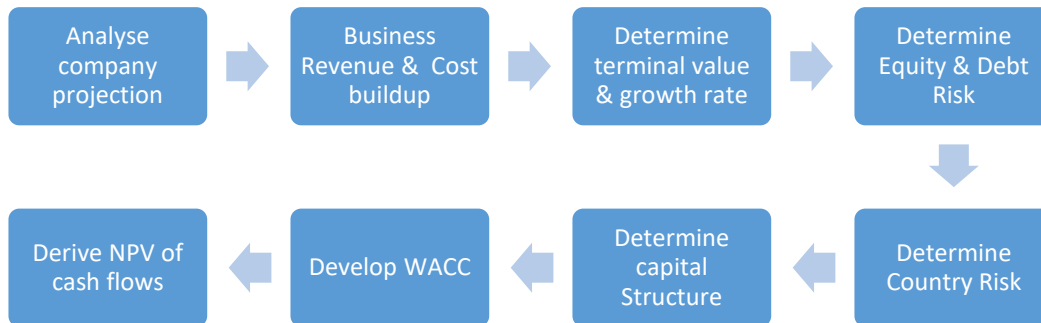 Analyse
company
projection
Business
Revenue & Cost
buildup
Determine
terminal value
& growth rate
Determine
Equity & Debt
Risk
Determine
Country Risk
Determine
capital
Structure
Develop WACC
Derive NPV of
cash flows